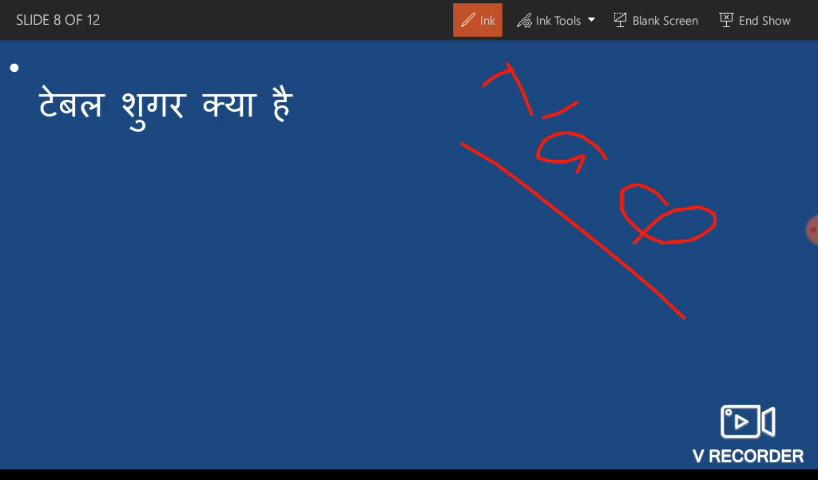 SLIDE 8 OF 12
Ink
Ink Tools
Blank Screen
End Show
टेबल शुगर क्या है
V RECORDER